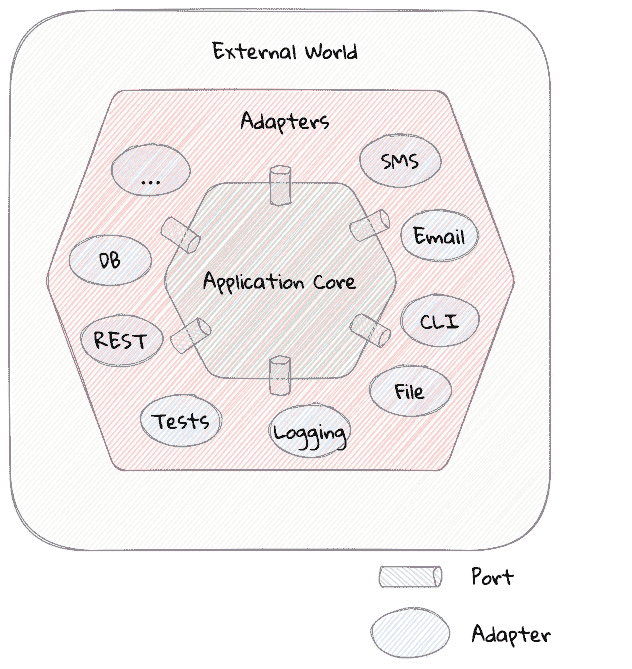 External World
Adapters
...
SMS
DB
Email
Application Core
REST
CLI
Tests
File
Logging
Port
Adapter